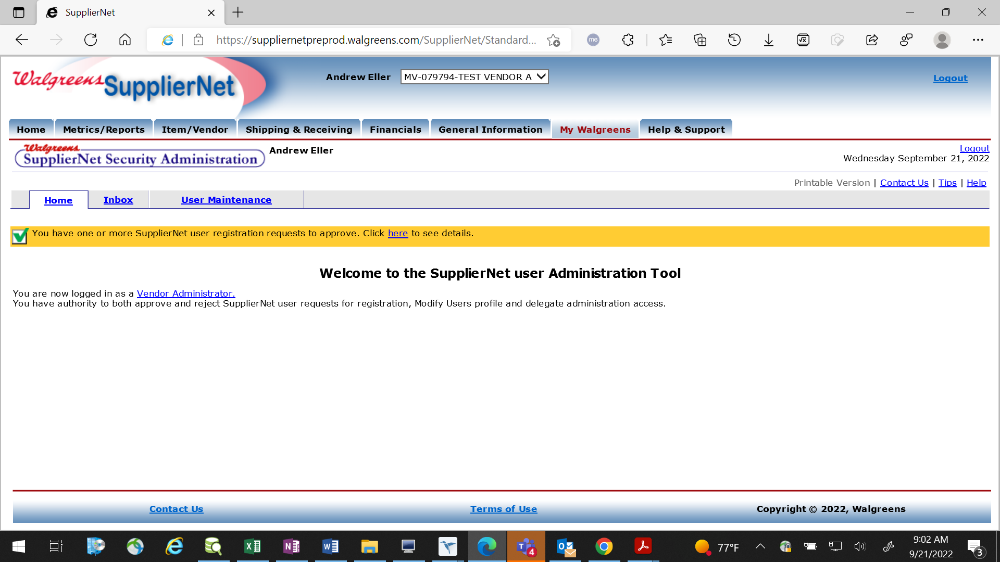 SupplierNet
https://suppliernetpreprod.walgreens.com/SupplierNet/Standard...
me
Walgreens SupplierNet
Andrew Eller
MV-079794-TEST VENDOR A
Logout
Home
Metrics/Reports
Item/Vendor
Shipping & Receiving
Financials
General Information
My Walgreens
Help & Support
Walgreens
SupplierNet Security Administration
Andrew Eller
Logout
Wednesday September 21, 2022
Printable Version | Contact Us | Tips | Help
Home
Inbox
User Maintenance
You have one or more SupplierNet user registration requests to approve. Click here to see details.
Welcome to the SupplierNet user Administration Tool
You are now logged in as a Vendor Administrator.
You have authority to both approve and reject SupplierNet user requests for registration, Modify Users profile and delegate administration access.
Contact Us
Terms of Use
Copyright © 2022, Walgreens
4
77°F
9:02 AM
9/21/2022
3